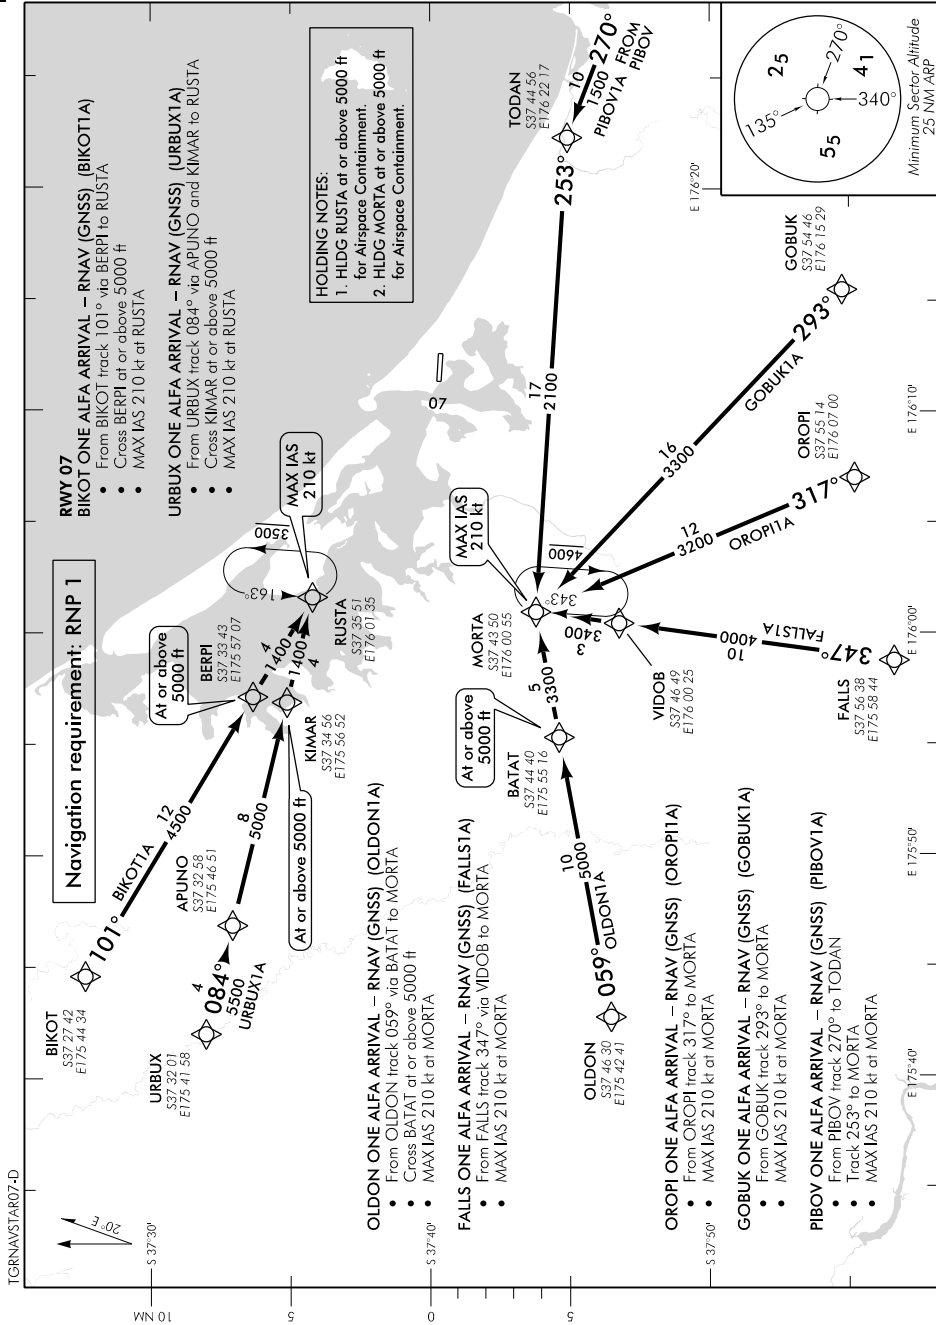 TGRNAVSTAR07-D
20° E
Navigation requirement: RNP 1
RWY 07
BIKOT ONE ALFA ARRIVAL – RNAV (GNSS) (BIKOT1A)
• From BIKOT track 101° via BERPI to RUSTA
• Cross BERPI at or above 5000 ft
• MAX IAS 210 kt at RUSTA
URBUX ONE ALFA ARRIVAL – RNAV (GNSS) (URBUX1A)
• From URBUX track 084° via APUNO and KIMAR to RUSTA
• Cross KIMAR at or above 5000 ft
• MAX IAS 210 kt at RUSTA
HOLDING NOTES:
1. HLDG RUSTA at or above 5000 ft
for Airspace Containment.
2. HLDG MORTA at or above 5000 ft
for Airspace Containment.
BIKOT
S37 27 42
E175 44 34
101°
BIKOT1A
12
4500
URBUX
S37 32 01
E175 41 58
084°
4
5500
URBUX1A
APUNO
S37 32 58
E175 46 51
8
5000
At or above
5000 ft
BERPI
S37 33 43
E175 57 07
4
1400
KIMAR
S37 34 56
E175 56 52
At or above 5000 ft
1400
4
RUSTA
S37 35 51
E176 01 35
163°
3500
MAX IAS
210 kt
07
TODAN
S37 44 56
E176 22 17
270°
FROM
PIBOV
10
1500
PIBOV1A
253°
17
2100
OLDON ONE ALFA ARRIVAL – RNAV (GNSS) (OLDON1A)
• From OLDON track 059° via BATAT to MORTA
• Cross BATAT at or above 5000 ft
• MAX IAS 210 kt at MORTA
FALLS ONE ALFA ARRIVAL – RNAV (GNSS) (FALLS1A)
• From FALLS track 347° via VIDOB to MORTA
• MAX IAS 210 kt at MORTA
OLDON
S37 46 30
E175 42 41
059°
OLDON1A
10
5000
BATAT
S37 44 40
E175 55 16
At or above
5000 ft
5
3300
MORTA
S37 43 50
E176 00 55
MAX IAS
210 kt
343°
4600
3
3400
VIDOB
S37 46 49
E176 00 25
10
4000
FALLS1A
347°
FALLS
S37 56 38
E175 58 44
12
3200
OROPI1A
317°
OROPI
S37 55 14
E176 07 00
16
3300
GOBUK1A
293°
GOBUK
S37 54 46
E176 15 29
OROPI ONE ALFA ARRIVAL – RNAV (GNSS) (OROPI1A)
• From OROPI track 317° to MORTA
• MAX IAS 210 kt at MORTA
GOBUK ONE ALFA ARRIVAL – RNAV (GNSS) (GOBUK1A)
• From GOBUK track 293° to MORTA
• MAX IAS 210 kt at MORTA
PIBOV ONE ALFA ARRIVAL – RNAV (GNSS) (PIBOV1A)
• From PIBOV track 270° to TODAN
• Track 253° to MORTA
• MAX IAS 210 kt at MORTA
135°
270°
340°
25
41
55
Minimum Sector Altitude
25 NM ARP
S 37°30'
S 37°40'
S 37°50'
E 175°40'
E 175°50'
E 176°00'
E 176°10'
E 176°20'
10 NM
5
0
5